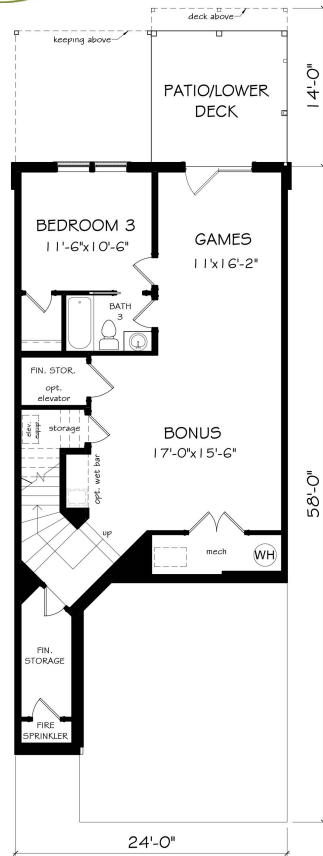 deck above
keeping above
PATIO/LOWER
DECK
14'-0"
BEDROOM 3
11'-6"x10'-6"
GAMES
11'x16'-2"
BATH
3
FIN. STOR.
opt.
elevator
elev.
equip.
storage
opt. wet bar
BONUS
17'-0"x15'-6"
58'-0"
up
mech
WH
FIN.
STORAGE
FIRE
SPRINKLER
24'-0"